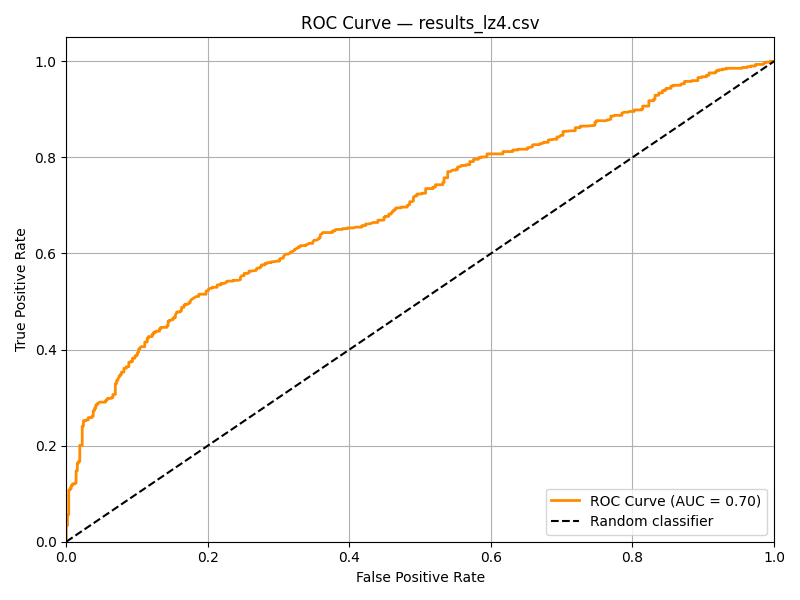 ROC Curve — results_lz4.csv
True Positive Rate
1.0
0.8
0.6
0.4
0.2
0.0
0.0 0.2 0.4 0.6 0.8 1.0
False Positive Rate
ROC Curve (AUC = 0.70)
Random classifier